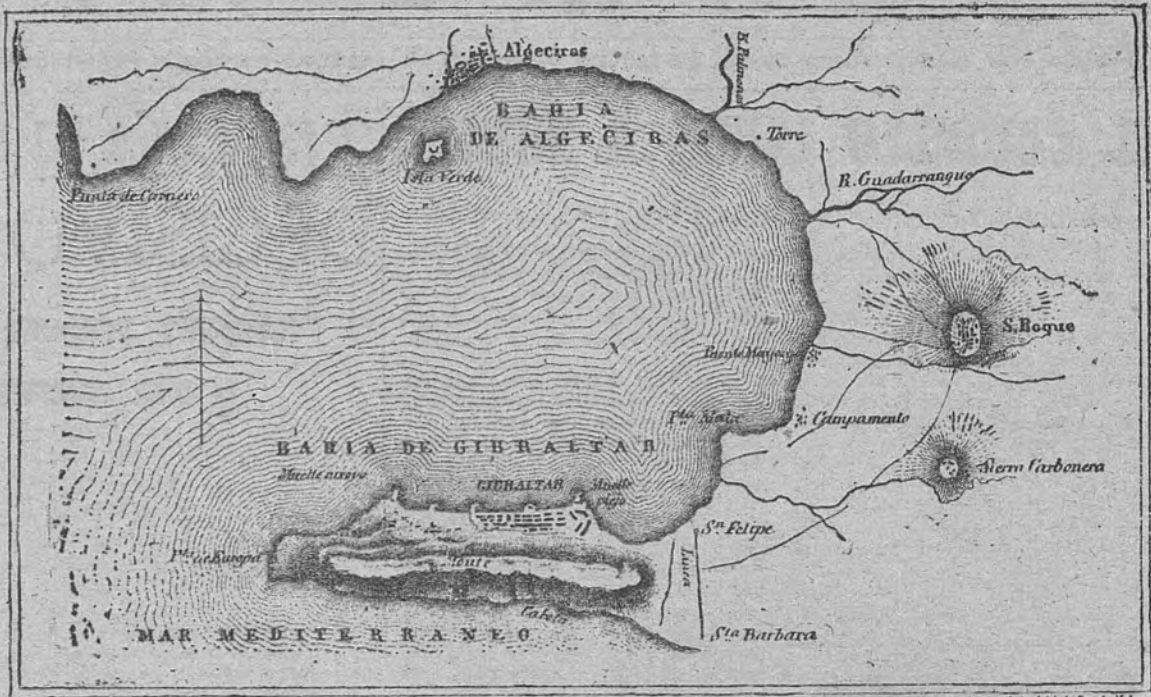 Algeciras
R. Palmones
BAHIA
DE ALGECIRAS
Torre
Isla Verde
R. Guadarranque
Punta de Carnero
S. Roque
Puente Mayorga
Pta Mala
Campamento
BAHIA DE GIBRALTAR
Sierra Carbonera
Muelle nuevo
GIBRALTAR
Muelle
viejo
Sn Felipe
Pta de Europa
Monte
Linea
Caleta
MAR MEDITERRANEO
Sta Barbara